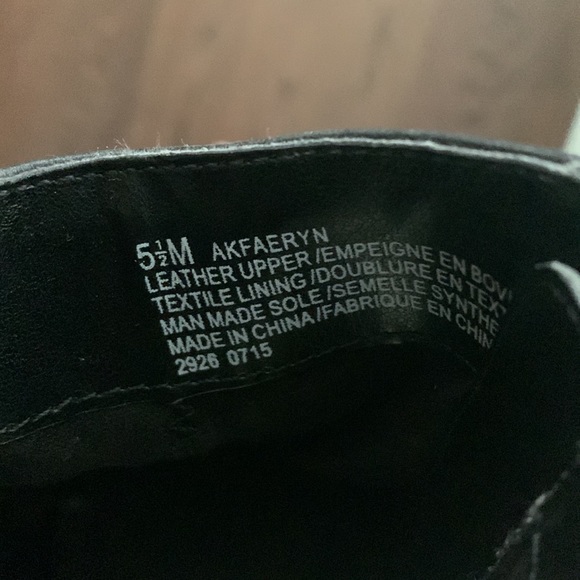 5½M AKFAERYN
LEATHER UPPER/EMPEIGNE EN
TEXTILE LINING/DOUBLURE EN
MAN MADE SOLE/SEMELLE
MADE IN CHINA/FABRIQUE EN
2926 0715